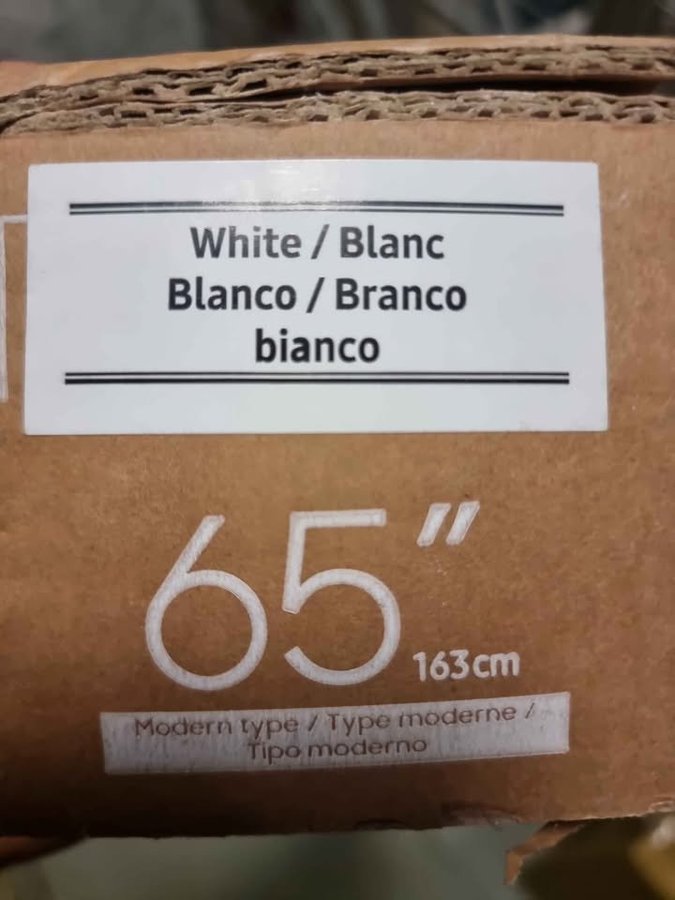 White / Blanc
Blanco / Branco
bianco
65"
163cm
Modern type / Type moderne /
Tipo moderno